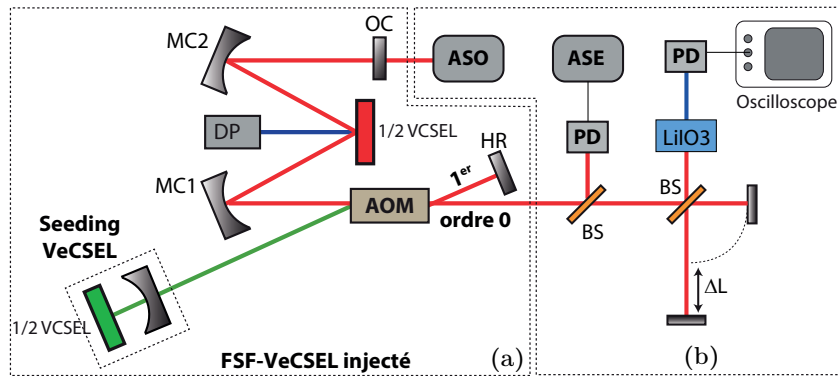 OC
MC2
ASO
ASE
PD
Oscilloscope
DP
1/2 VCSEL
HR
PD
LiIO3
MC1
1er
AOM
ordre 0
BS
BS
Seeding
VeCSEL
ΔL
1/2 VCSEL
FSF-VeCSEL injecté
(a)
(b)